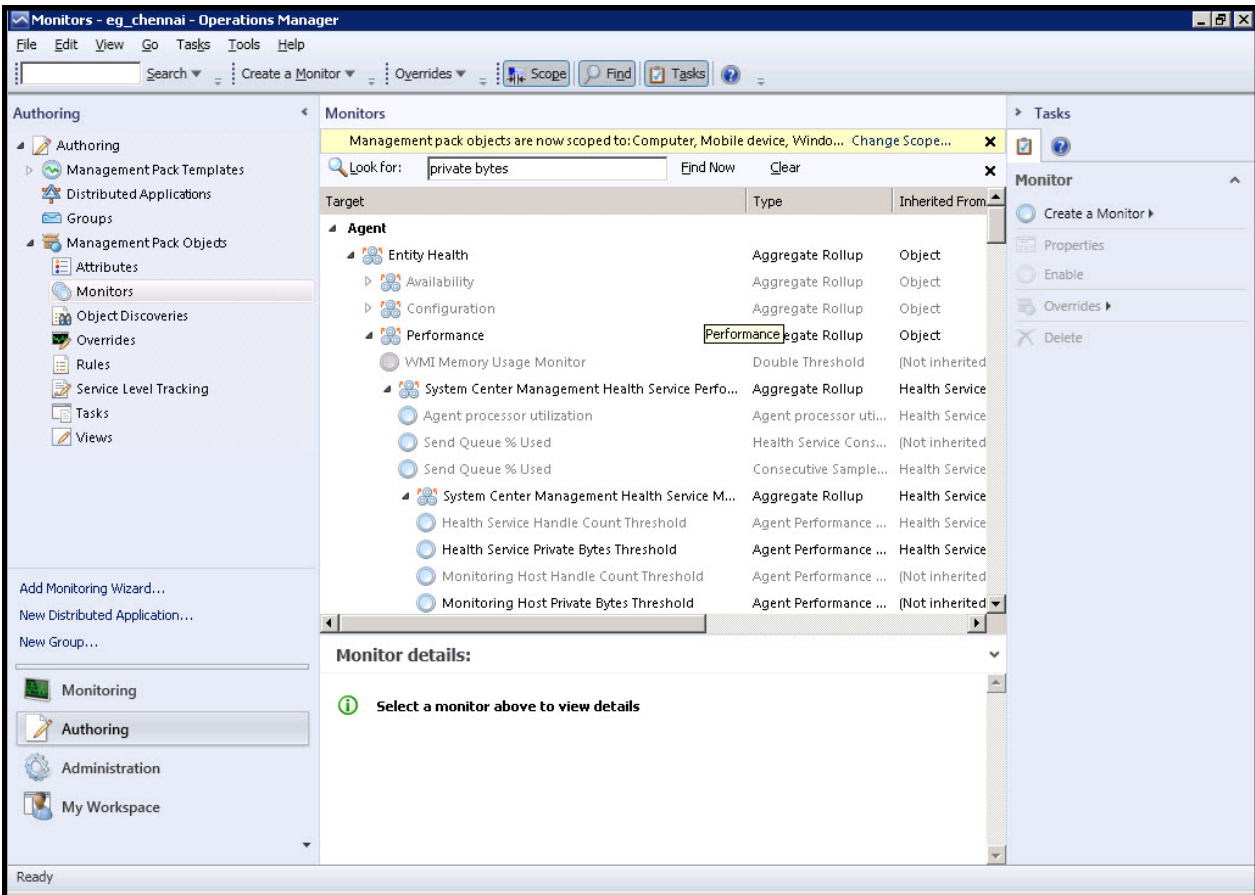 Monitors - eg_chennai - Operations Manager
File Edit View Go Tasks Tools Help
Search Create a Monitor Overrides Scope Find Tasks
Authoring
Authoring
Management Pack Templates
Distributed Applications
Groups
Management Pack Objects
Attributes
Monitors
Object Discoveries
Overrides
Rules
Service Level Tracking
Tasks
Views
Add Monitoring Wizard...
New Distributed Application...
New Group...
Monitoring
Authoring
Administration
My Workspace
Monitors
Management pack objects are now scoped to: Computer, Mobile device, Windo... Change Scope...
Look for: private bytes Find Now Clear
Target Type Inherited From
Agent
Entity Health Aggregate Rollup Object
Availability Aggregate Rollup Object
Configuration Aggregate Rollup Object
Performance Performance egate Rollup Object
WMI Memory Usage Monitor Double Threshold (Not inherited
System Center Management Health Service Perfo... Aggregate Rollup Health Service
Agent processor utilization Agent processor uti... Health Service
Send Queue % Used Health Service Cons... (Not inherited
Send Queue % Used Consecutive Sample... Health Service
System Center Management Health Service M... Aggregate Rollup Health Service
Health Service Handle Count Threshold Agent Performance ... Health Service
Health Service Private Bytes Threshold Agent Performance ... Health Service
Monitoring Host Handle Count Threshold Agent Performance ... (Not inherited
Monitoring Host Private Bytes Threshold Agent Performance ... (Not inherited
Monitor details:
Select a monitor above to view details
Tasks
Monitor
Create a Monitor
Properties
Enable
Overrides
Delete
Ready